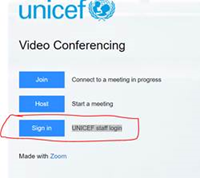 unicef
Video Conferencing
Join Connect to a meeting in progress
Host Start a meeting
Sign in UNICEF staff login
Made with Zoom